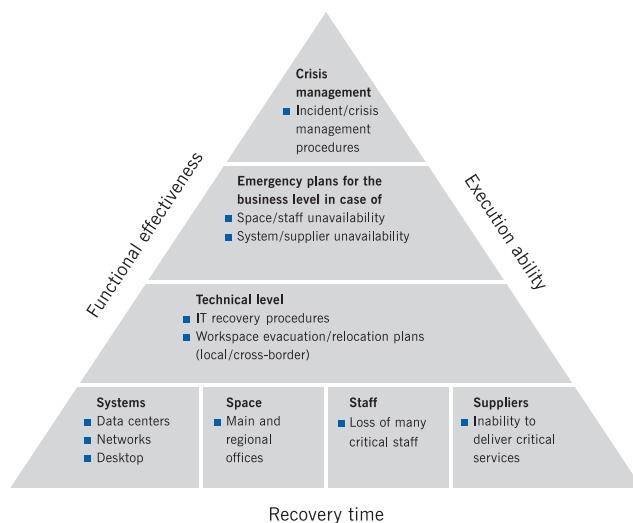 Crisis
management
Incident/crisis
management
procedures
Functional effectiveness
Execution ability
Emergency plans for the
business level in case of
Space/staff unavailability
System/supplier unavailability
Technical level
IT recovery procedures
Workspace evacuation/relocation plans
(local/cross-border)
Systems
Data centers
Networks
Desktop
Space
Main and
regional
offices
Staff
Loss of many
critical staff
Suppliers
Inability to
deliver critical
services
Recovery time